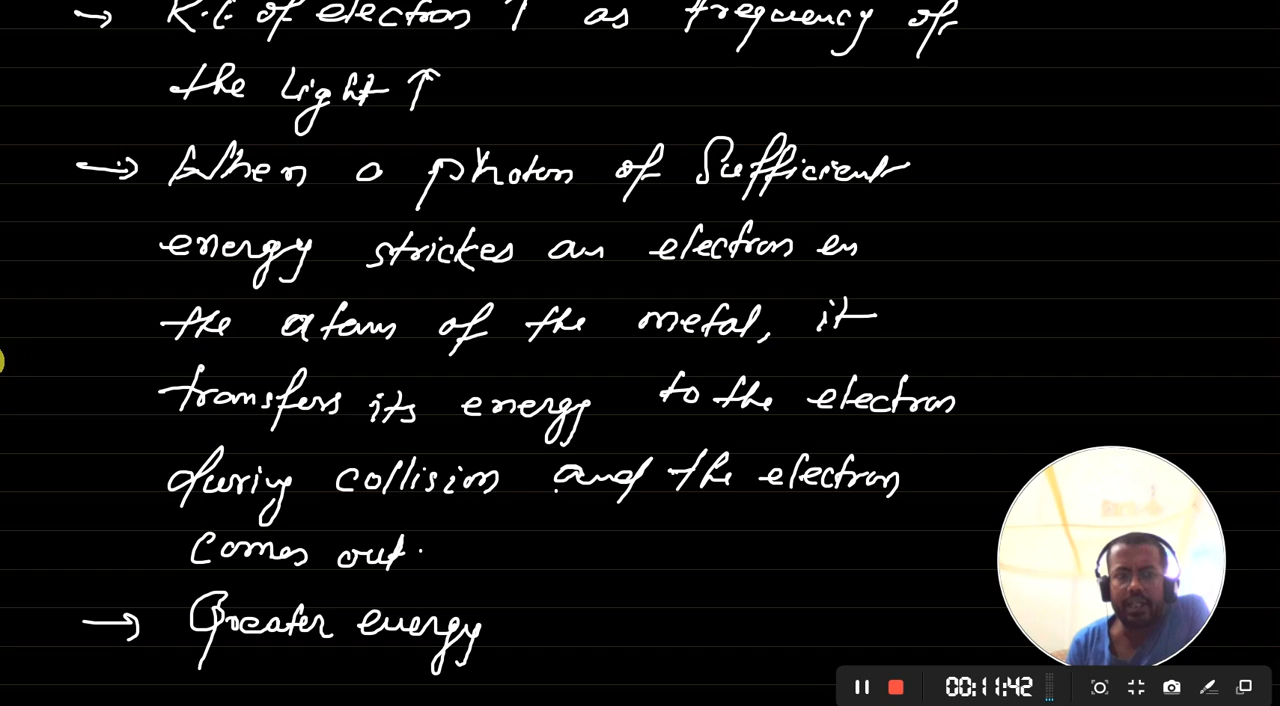 → K.E of electron ↑ as frequency of
the light ↑
→ When a photon of Sufficient
energy strickes an electron en
the atom of the metal, it
transfers its energy to the electron
during collision and the electron
comes out.
→ Greater energy
00:11:42